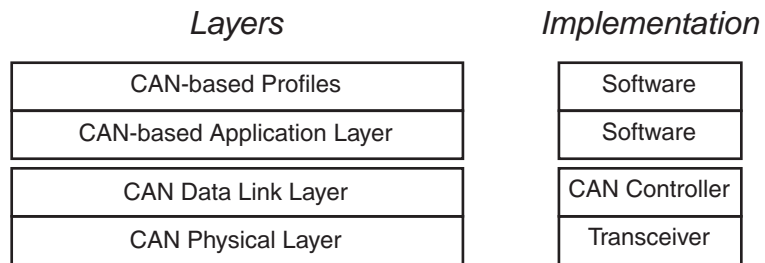 Layers Implementation
CAN-based Profiles Software
CAN-based Application Layer Software
CAN Data Link Layer CAN Controller
CAN Physical Layer Transceiver